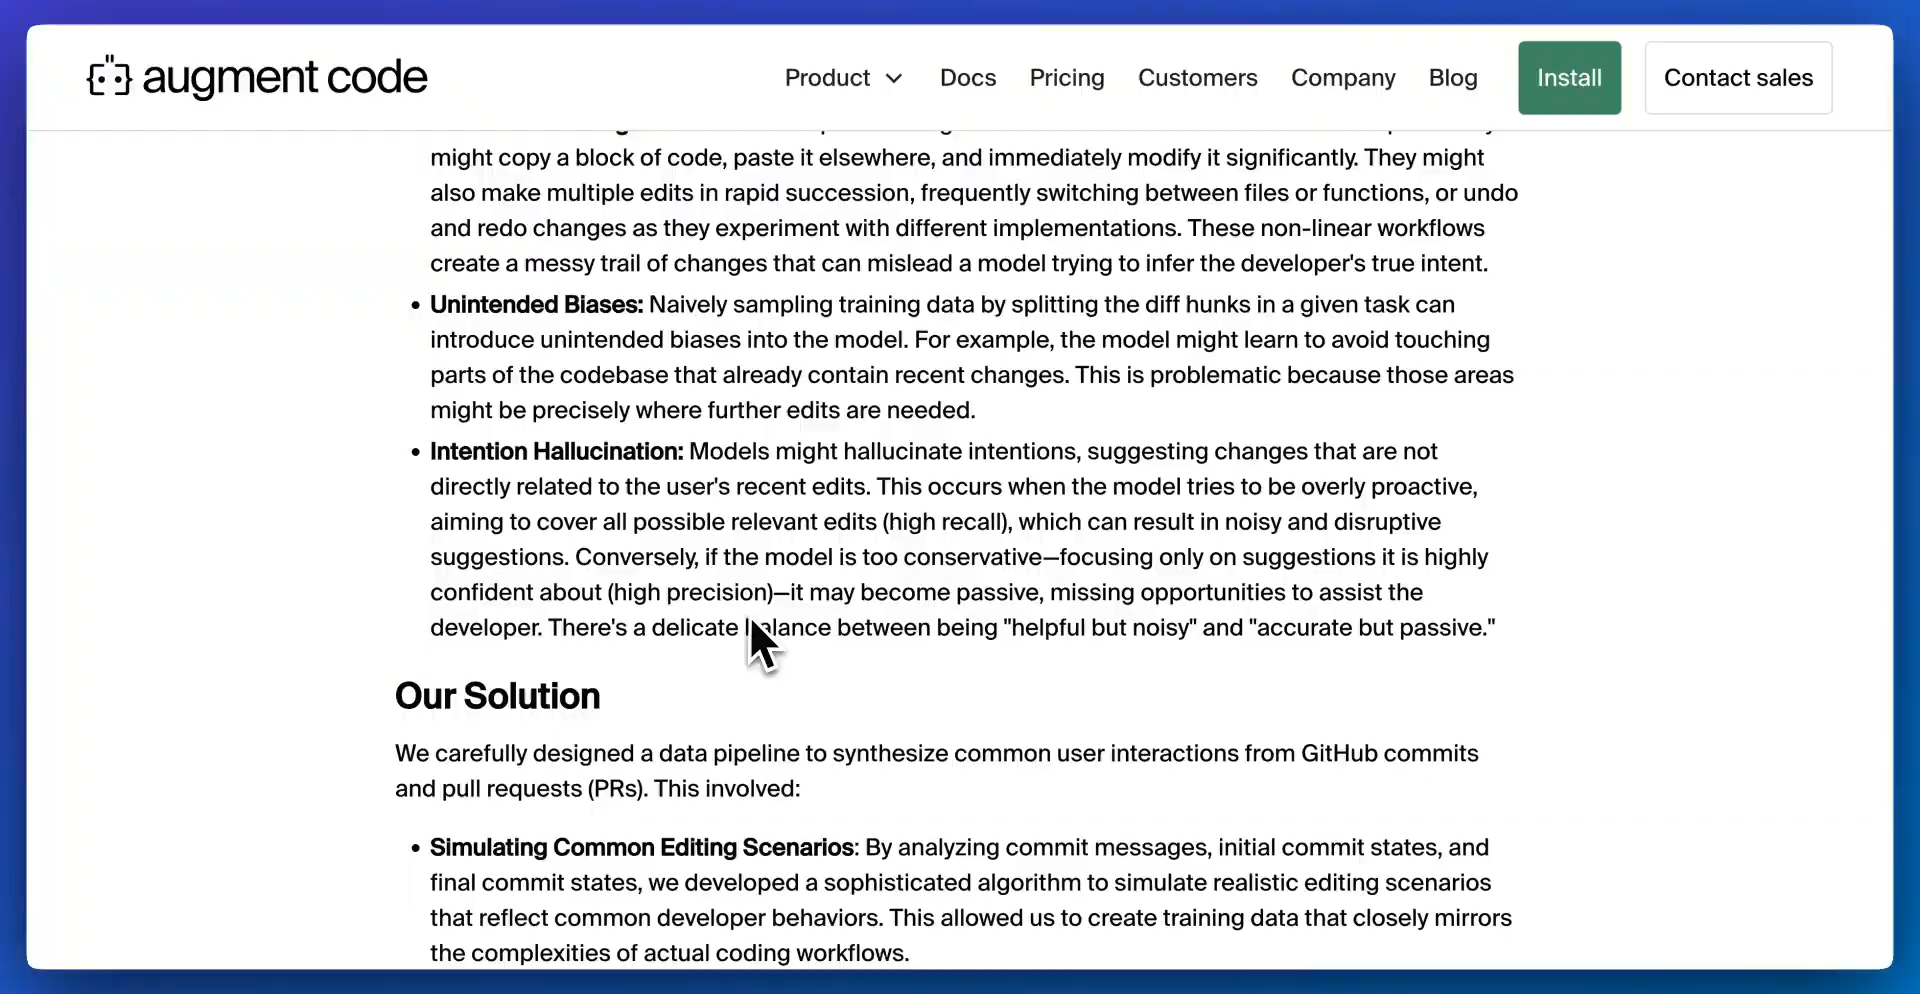 augment code
Product
Docs
Pricing
Customers
Company
Blog
Install
Contact sales
might copy a block of code, paste it elsewhere, and immediately modify it significantly. They might
also make multiple edits in rapid succession, frequently switching between files or functions, or undo
and redo changes as they experiment with different implementations. These non-linear workflows
create a messy trail of changes that can mislead a model trying to infer the developer's true intent.
• Unintended Biases: Naively sampling training data by splitting the diff hunks in a given task can
introduce unintended biases into the model. For example, the model might learn to avoid touching
parts of the codebase that already contain recent changes. This is problematic because those areas
might be precisely where further edits are needed.
• Intention Hallucination: Models might hallucinate intentions, suggesting changes that are not
directly related to the user's recent edits. This occurs when the model tries to be overly proactive,
aiming to cover all possible relevant edits (high recall), which can result in noisy and disruptive
suggestions. Conversely, if the model is too conservative—focusing only on suggestions it is highly
confident about (high precision)—it may become passive, missing opportunities to assist the
developer. There's a delicate balance between being "helpful but noisy" and "accurate but passive."
Our Solution
We carefully designed a data pipeline to synthesize common user interactions from GitHub commits
and pull requests (PRs). This involved:
• Simulating Common Editing Scenarios: By analyzing commit messages, initial commit states, and
final commit states, we developed a sophisticated algorithm to simulate realistic editing scenarios
that reflect common developer behaviors. This allowed us to create training data that closely mirrors
the complexities of actual coding workflows.